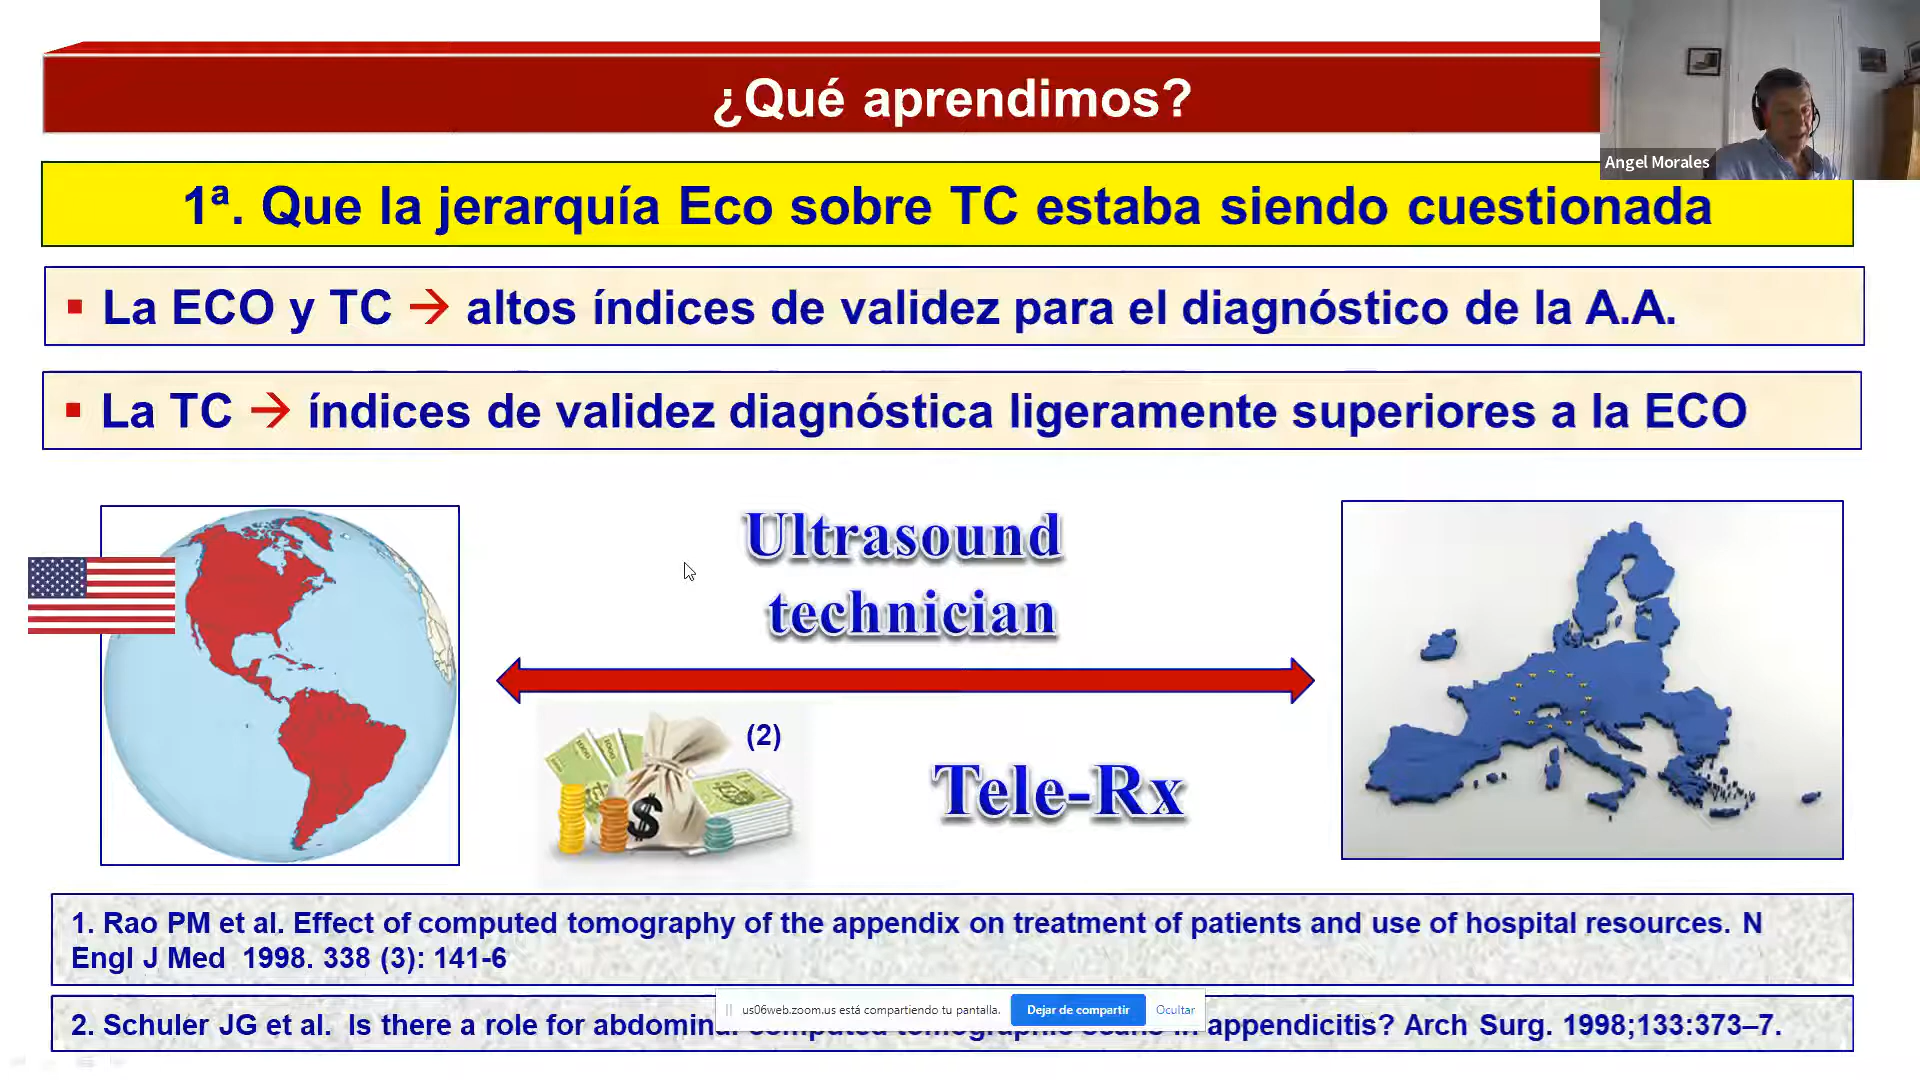 ¿Qué aprendimos?
Angel Morales
1ª. Que la jerarquía Eco sobre TC estaba siendo cuestionada
▪ La ECO y TC → altos índices de validez para el diagnóstico de la A.A.
▪ La TC → índices de validez diagnóstica ligeramente superiores a la ECO
Ultrasound
technician
(2)
$
Tele-Rx
1. Rao PM et al. Effect of computed tomography of the appendix on treatment of patients and use of hospital resources. N
Engl J Med 1998. 338 (3): 141-6
us06web.zoom.us está compartiendo tu pantalla. Dejar de compartir Ocultar
2. Schuler JG et al. Is there a role for appendicitis? Arch Surg. 1998;133:373–7.